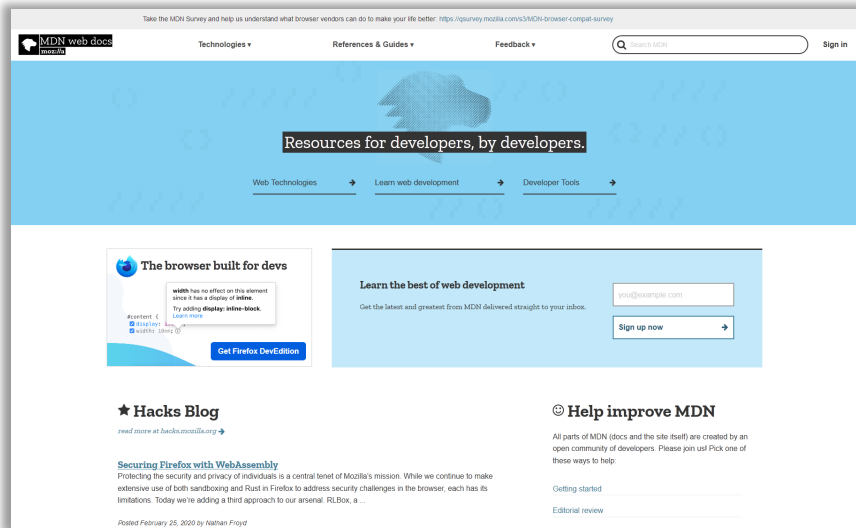 Take the MDN Survey and help us understand what browser vendors can do to make your life better: https://qsurvey.mozilla.com/s3/MDN-browser-compat-survey
MDN web docs
moz://a
Technologies ▾
References & Guides ▾
Feedback ▾
Search MDN
Sign in
Resources for developers, by developers.
Web Technologies →
Learn web development →
Developer Tools →
The browser built for devs
width has no effect on this element
since it has a display of inline.
Try adding display: inline-block.
Learn more
#content {
display:
width:
Get Firefox DevEdition
Learn the best of web development
Get the latest and greatest from MDN delivered straight to your inbox.
you@example.com
Sign up now →
Hacks Blog
read more at hacks.mozilla.org
Securing Firefox with WebAssembly
Protecting the security and privacy of individuals is a central tenet of Mozilla's mission. While we continue to make
extensive use of both sandboxing and Rust in Firefox to address security challenges in the browser, each has its
limitations. Today we're adding a third approach to our arsenal. RLBox, a ...
Posted February 25, 2020 by Nathan Froyd
Help improve MDN
All parts of MDN (docs and the site itself) are created by an
open community of developers. Please join us! Pick one of
these ways to help:
Getting started
Editorial review